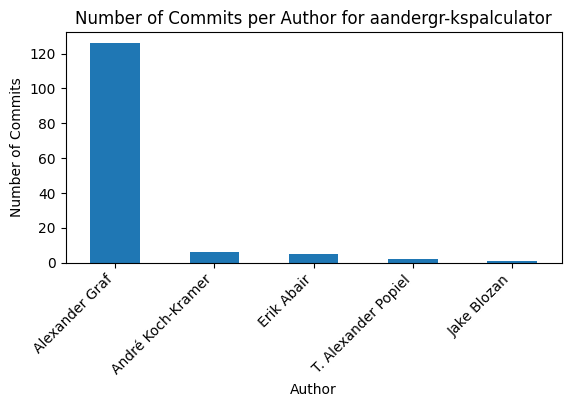 Number of Commits per Author for aandergr-kspalculator
Number of Commits
120
100
80
60
40
20
0
Alexander Graf
André Koch-Kramer
Erik Abair
T. Alexander Popiel
Jake Blozan
Author